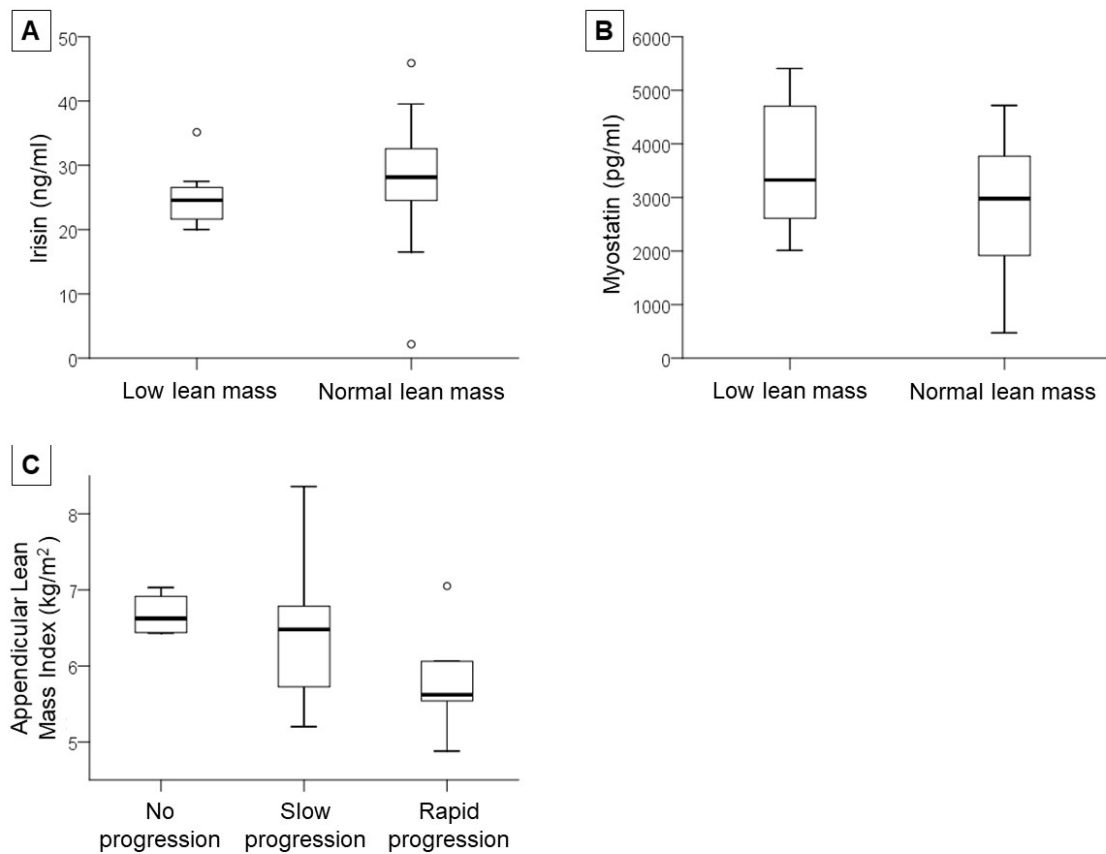 A
50
40
30
20
10
0
Irisin (ng/ml)
Low lean mass
Normal lean mass
B
6000
5000
4000
3000
2000
1000
0
Myostatin (pg/ml)
Low lean mass
Normal lean mass
C
8
7
6
5
Appendicular Lean
Mass Index (kg/m²)
No
progression
Slow
progression
Rapid
progression